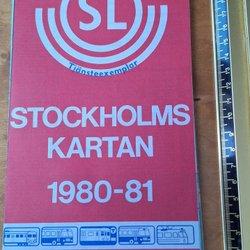 SL
Tjänsteexemplar
STOCKHOLMS
KARTAN
1980-81